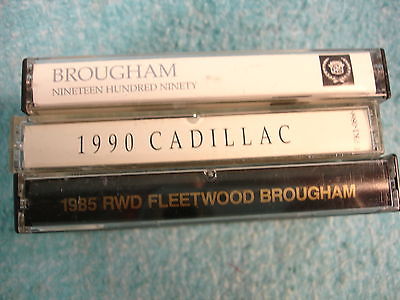 BROUGHAM
NINETEEN HUNDRED NINETY
1990 CADILLAC
1985 RWD FLEETWOOD BROUGHAM